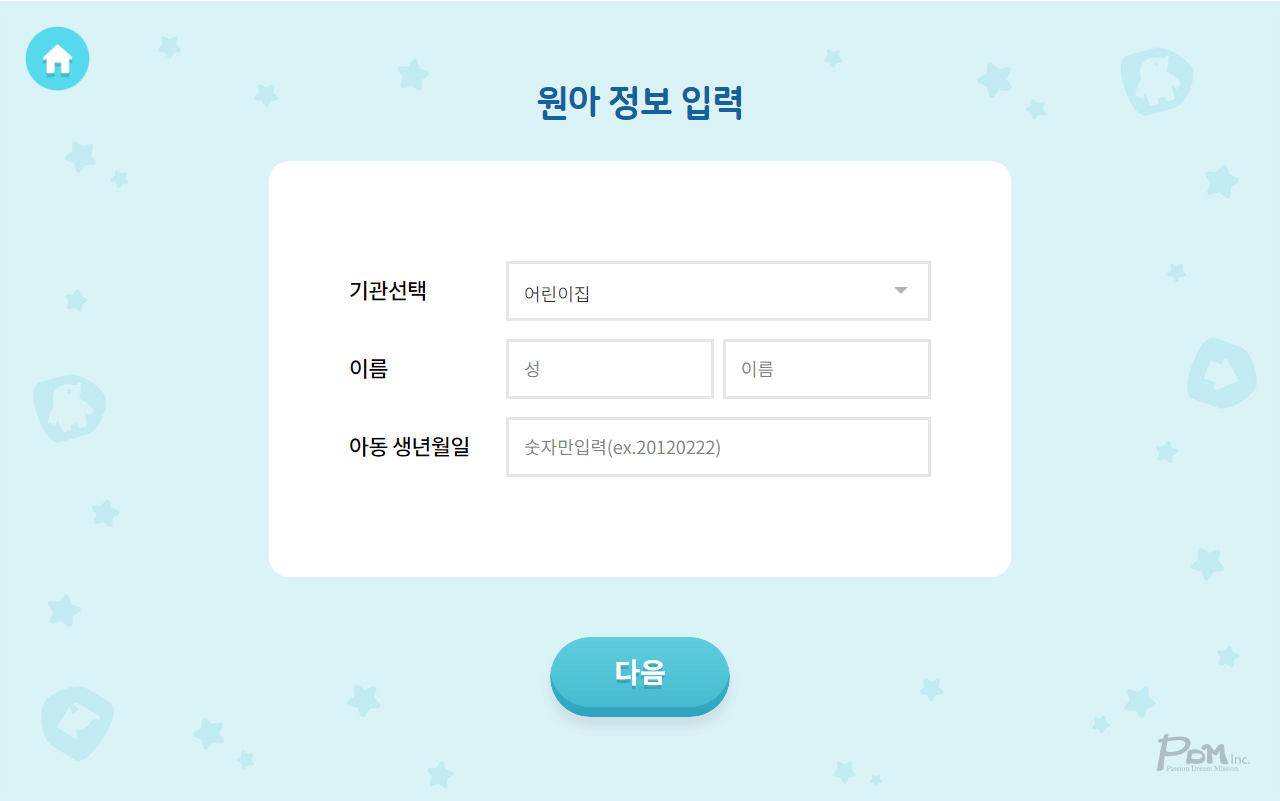 원아 정보 입력
기관선택 어린이집
이름 성 이름
아동 생년월일 숫자만입력(ex.20120222)
다음
PDM Inc.
Passion Dream Mission